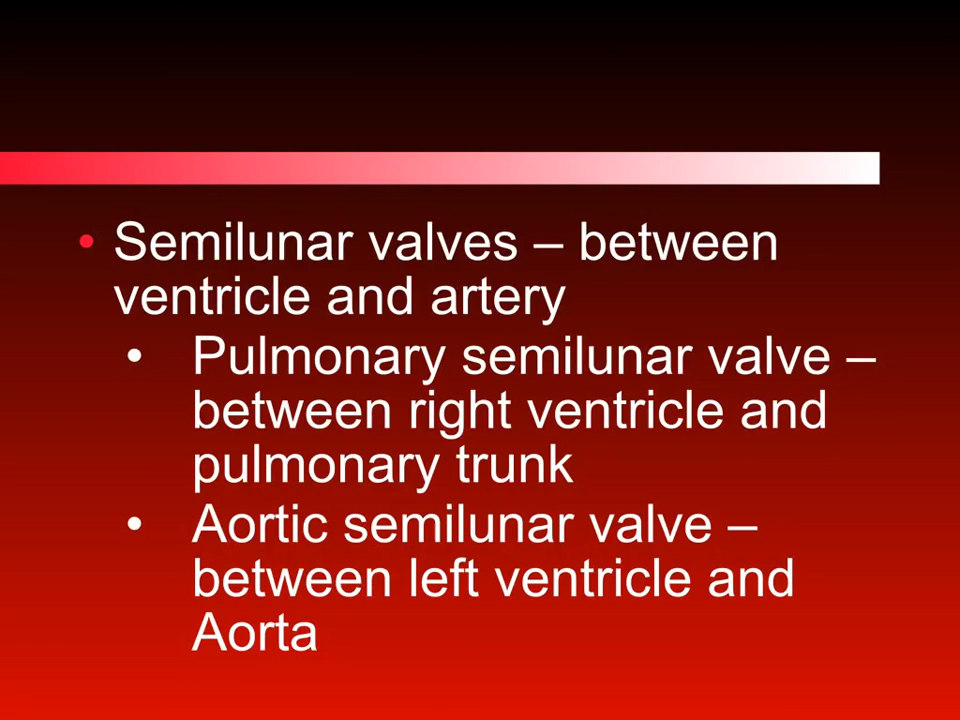 • Semilunar valves – between
ventricle and artery
• Pulmonary semilunar valve –
between right ventricle and
pulmonary trunk
• Aortic semilunar valve –
between left ventricle and
Aorta